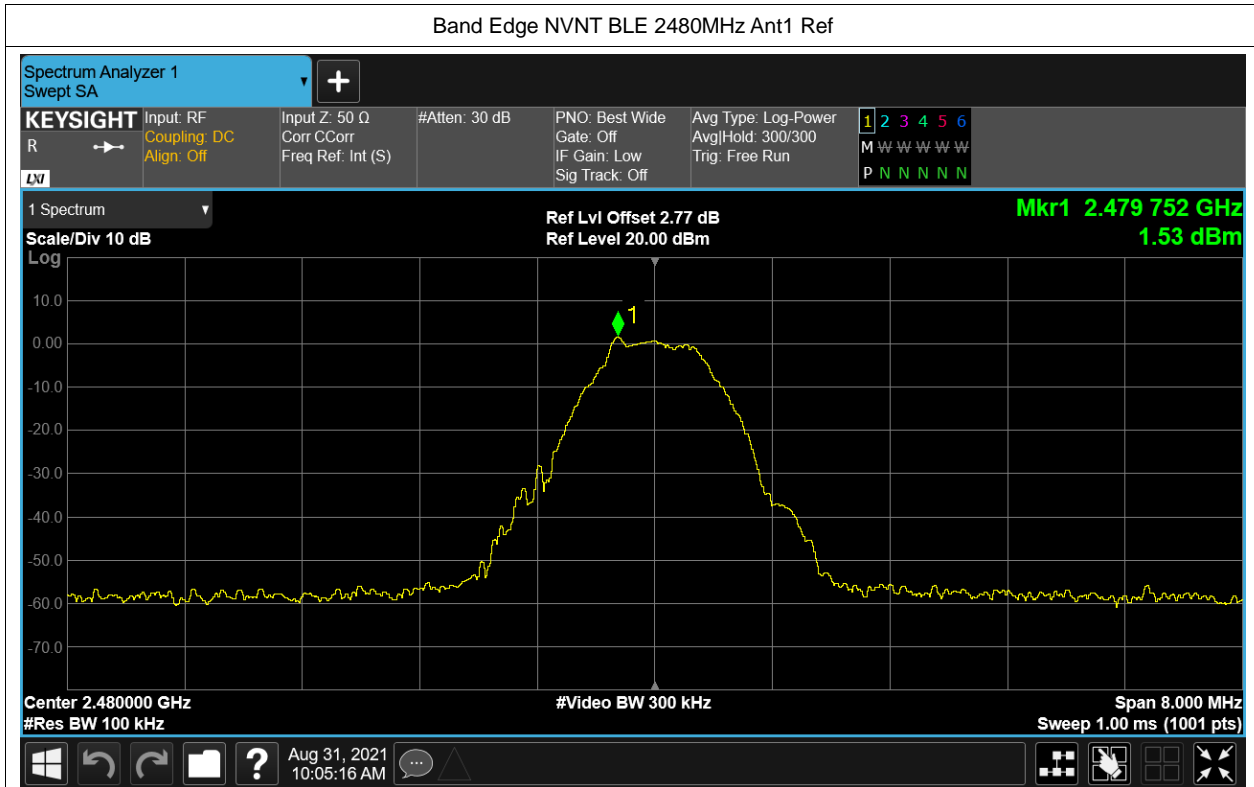 Band Edge NVNT BLE 2480MHz Ant1 Ref
Spectrum Analyzer 1
Swept SA
KEYSIGHT
R
LXI
Input: RF
Coupling: DC
Align: Off
Input Z: 50 Ω
Corr CCorr
Freq Ref: Int (S)
#Atten: 30 dB
PNO: Best Wide
Gate: Off
IF Gain: Low
Sig Track: Off
Avg Type: Log-Power
Avg|Hold: 300/300
Trig: Free Run
1 2 3 4 5 6
M W W W W W W
P N N N N N
1 Spectrum
Scale/Div 10 dB
Log
Ref Lvl Offset 2.77 dB
Ref Level 20.00 dBm
Mkr1 2.479 752 GHz
1.53 dBm
1
10.0
0.00
-10.0
-20.0
-30.0
-40.0
-50.0
-60.0
-70.0
Center 2.480000 GHz
#Res BW 100 kHz
#Video BW 300 kHz
Span 8.000 MHz
Sweep 1.00 ms (1001 pts)
?
Aug 31, 2021
10:05:16 AM